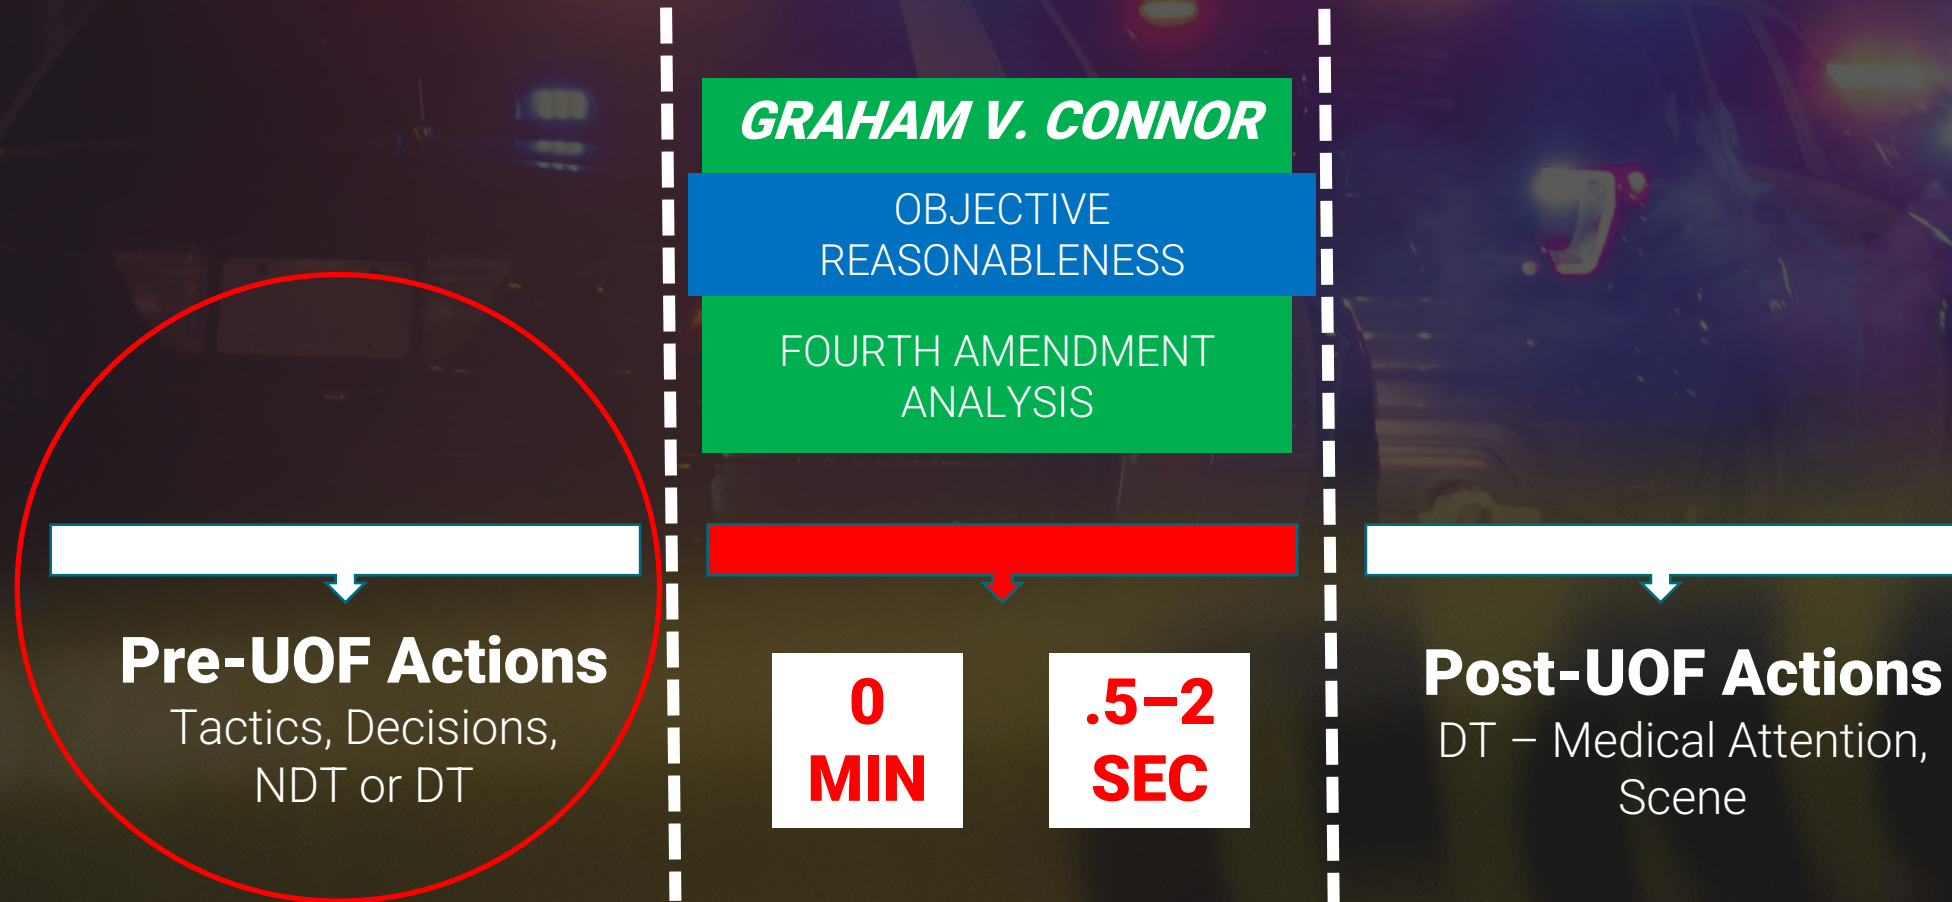 GRAHAM V. CONNOR
OBJECTIVE
REASONABLENESS
FOURTH AMENDMENT
ANALYSIS
Pre-UOF Actions
Tactics, Decisions,
NDT or DT
0
MIN
.5–2
SEC
Post-UOF Actions
DT – Medical Attention,
Scene